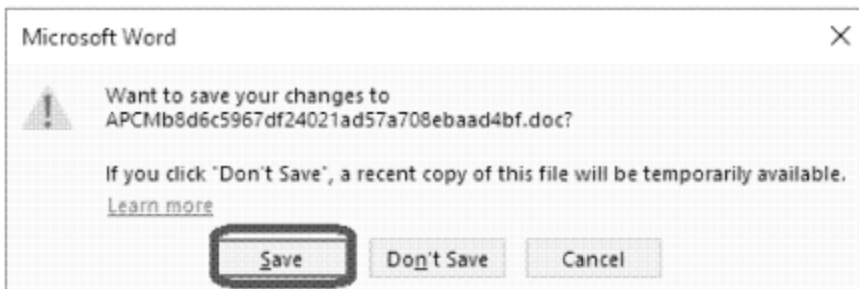 Microsoft Word
Want to save your changes to
APCMb8d6c5967df24021ad57a708ebaad4bf.doc?
If you click "Don't Save", a recent copy of this file will be temporarily available.
Learn more
Save Don't Save Cancel